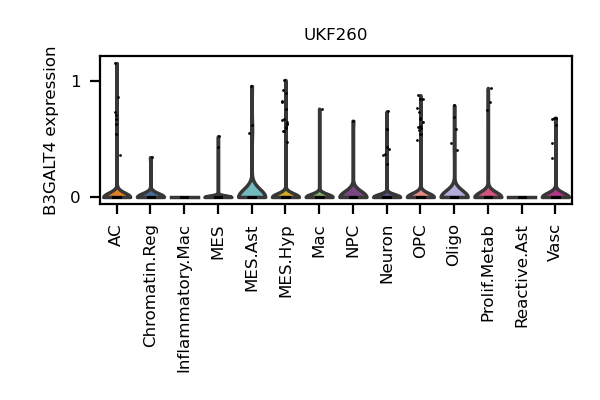 UKF260
B3GALT4 expression
1
0
AC
Chromatin.Reg
Inflammatory.Mac
MES
MES.Ast
MES.Hyp
Mac
NPC
Neuron
OPC
Oligo
Prolif.Metab
Reactive.Ast
Vasc